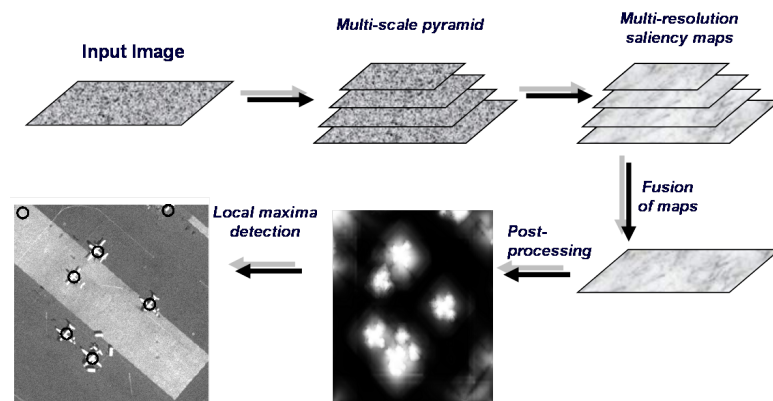 Input Image
Multi-scale pyramid
Multi-resolution
saliency maps
Fusion
of maps
Post-
processing
Local maxima
detection